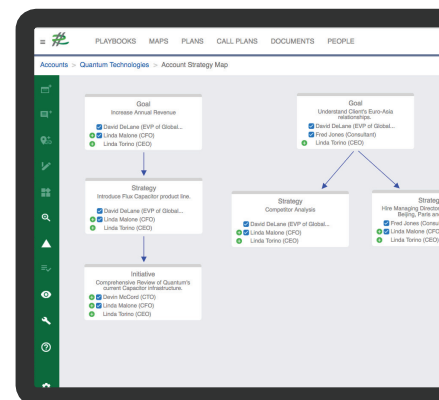 PLAYBOOKS MAPS PLANS CALL PLANS DOCUMENTS PEOPLE
Accounts > Quantum Technologies > Account Strategy Map
Goal
Increase Annual Revenue
David DeLane (EVP of Global...
Linda Malone (CFO)
Linda Torino (CEO)
Goal
Understand Client's Euro-Asia
relationships.
David DeLane (EVP of Global...
Fred Jones (Consultant)
Linda Torino (CEO)
Strategy
Introduce Flux Capacitor product line.
David DeLane (EVP of Global...
Linda Malone (CFO)
Linda Torino (CEO)
Strategy
Competitor Analysis
David DeLane (EVP of Global...
Linda Malone (CFO)
Linda Torino (CEO)
Strateg
Hire Managing Director
Beijing, Paris an
Fred Jones (Consu
Linda Malone (CFO
Linda Torino (CEO)
Initiative
Comprehensive Review of Quantum's
current Capacitor infrastructure.
Devin McCord (CTO)
Linda Malone (CFO)
Linda Torino (CEO)